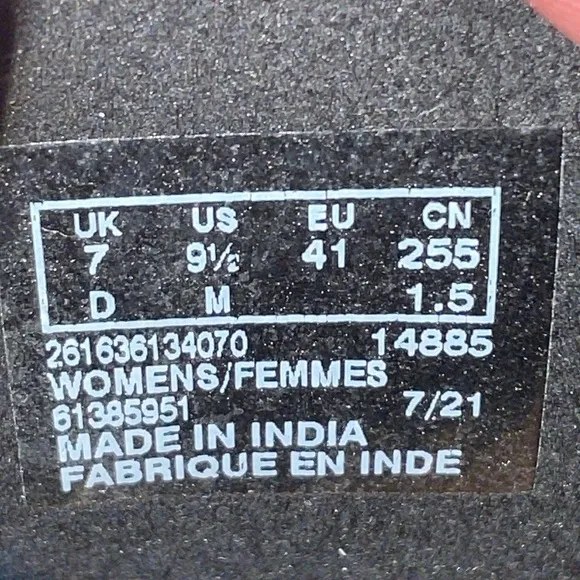 UK US EU CN
7 9½ 41 255
D M 1.5
261636134070 14885
WOMENS/FEMMES
61385951 7/21
MADE IN INDIA
FABRIQUE EN INDE